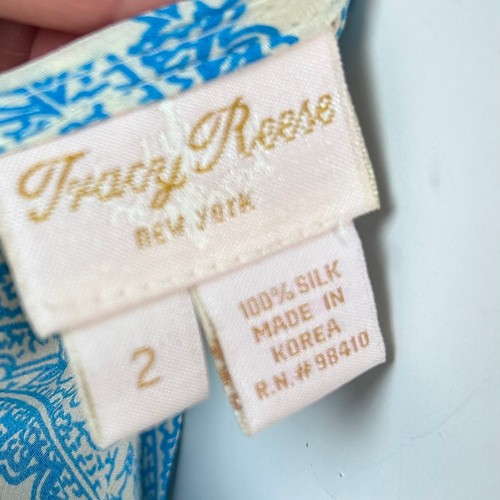 Tracy Reese
NEW YORK
2
100% SILK
MADE IN
KOREA
R.N.# 98410